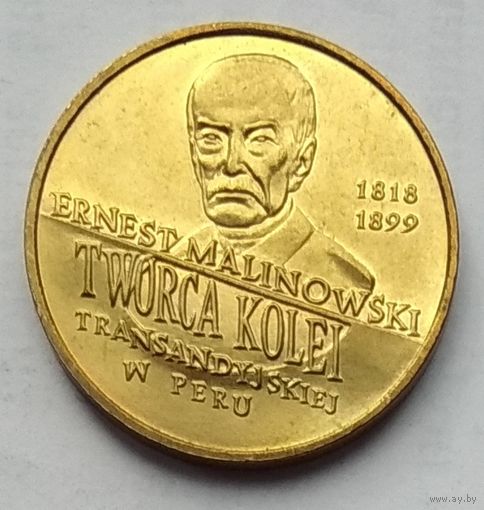 1818
1899
ERNEST MALINOWSKI
TWÓRCA KOLEI
TRANSANDYJSKIEJ
W PERU
www.ay.by